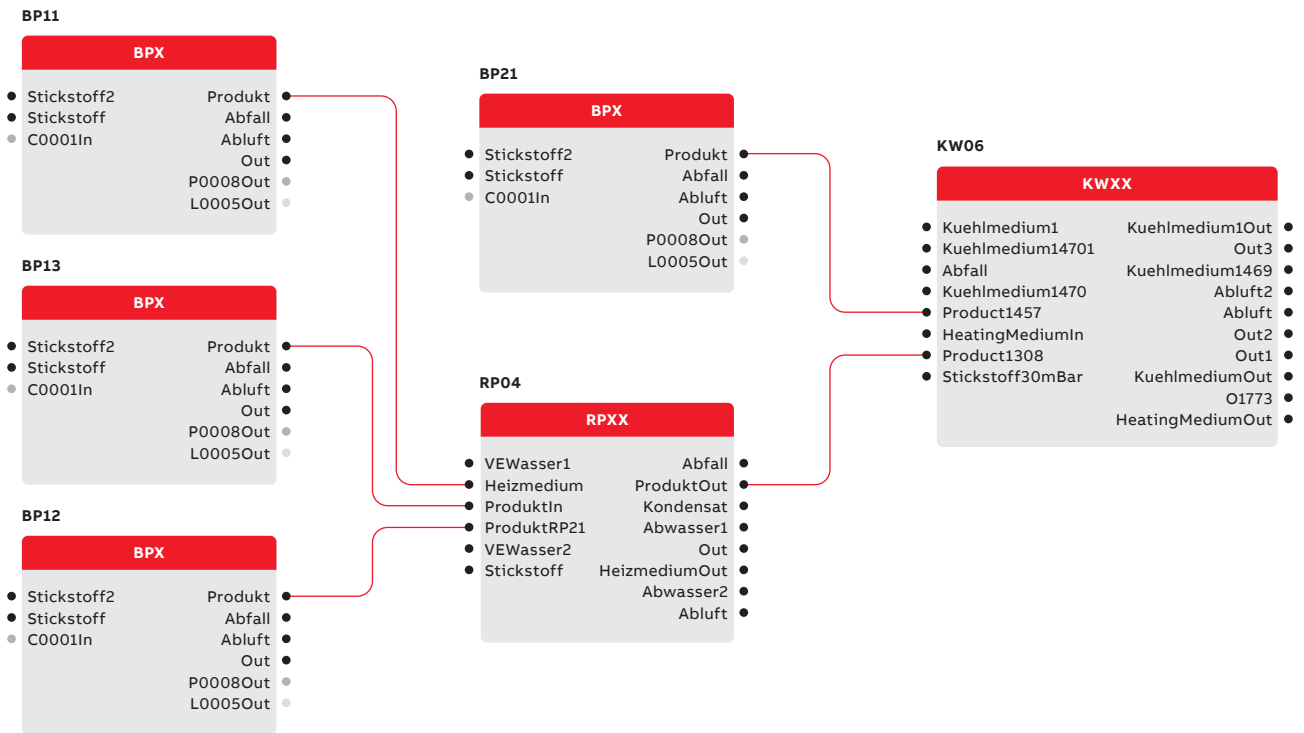 BP11
BPX
Stickstoff2 Produkt
Stickstoff Abfall
C0001In Abluft
Out
P0008Out
L0005Out
BP13
BPX
Stickstoff2 Produkt
Stickstoff Abfall
C0001In Abluft
Out
P0008Out
L0005Out
BP12
BPX
Stickstoff2 Produkt
Stickstoff Abfall
C0001In Abluft
Out
P0008Out
L0005Out
BP21
BPX
Stickstoff2 Produkt
Stickstoff Abfall
C0001In Abluft
Out
P0008Out
L0005Out
RP04
RPXX
VEWasser1 Abfall
Heizmedium ProduktOut
ProduktIn Kondensat
ProduktRP21 Abwasser1
VEWasser2 Out
Stickstoff HeizmediumOut
Abwasser2
Abluft
KW06
KWXX
Kuehlmedium1 Kuehlmedium1Out
Kuehlmedium14701 Out3
Abfall Kuehlmedium1469
Kuehlmedium1470 Abluft2
Product1457 Abluft
HeatingMediumIn Out2
Product1308 Out1
Stickstoff30mBar KuehlmediumOut
O1773
HeatingMediumOut